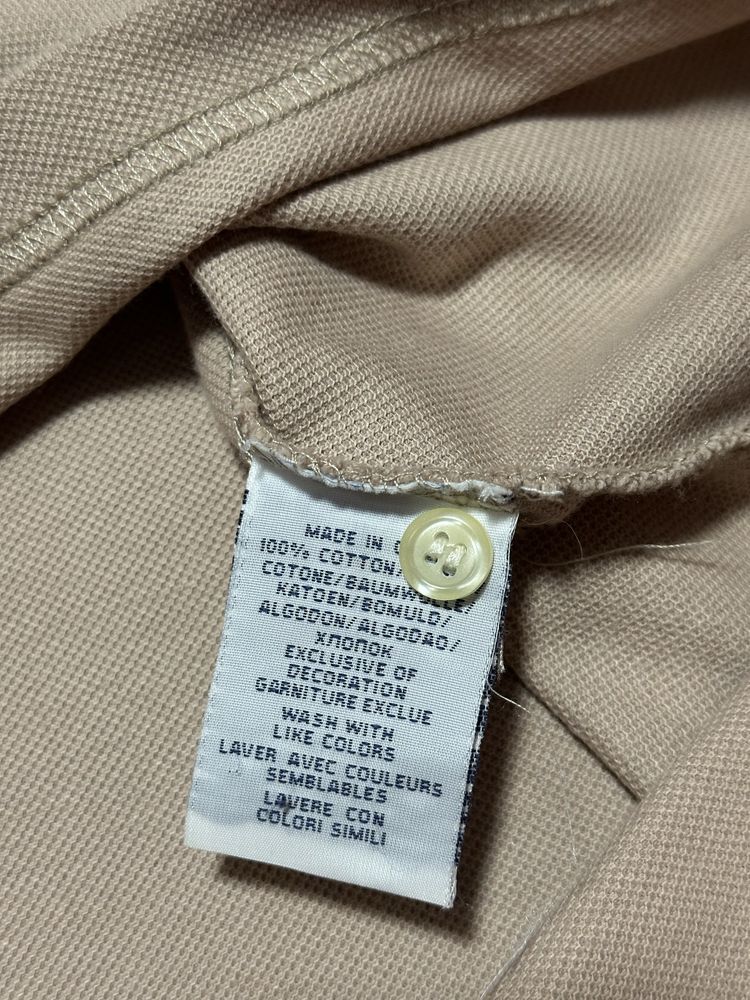 MADE IN
100% COTTON/
COTONE/BAUMWOLLE/
KATOEN/BOMULD/
ALGODON/ALGODAO/
ХЛОПОК
EXCLUSIVE OF
DECORATION
GARNITURE EXCLUE
WASH WITH
LIKE COLORS
LAVER AVEC COULEURS
SEMBLABLES
LAVERE CON
COLORI SIMILI